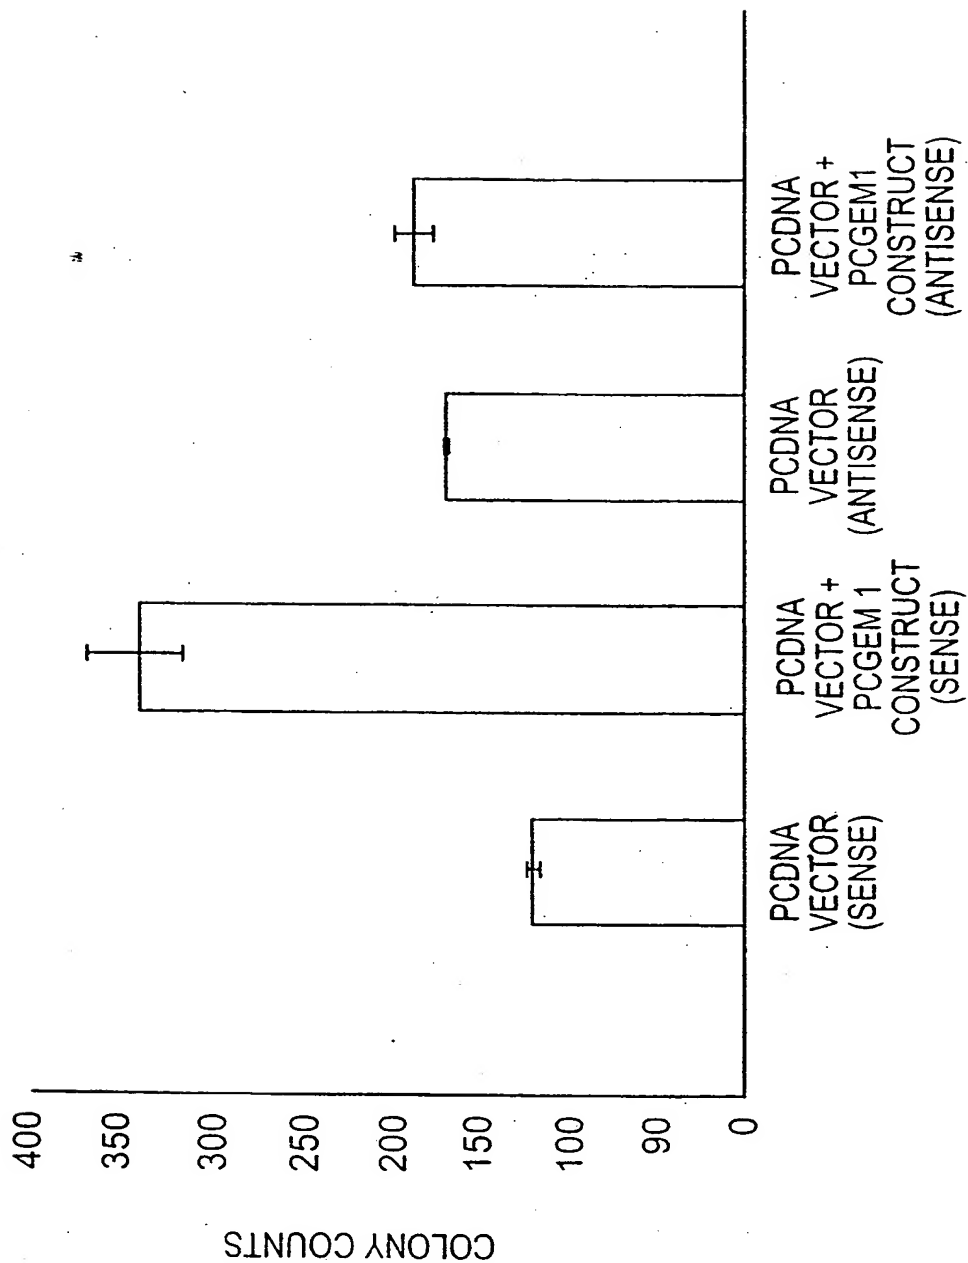 COLONY COUNTS
400
350
300
250
200
150
100
90
0
PCDNA
VECTOR
(SENSE)
PCDNA
VECTOR +
PCGEM 1
CONSTRUCT
(SENSE)
PCDNA
VECTOR
(ANTISENSE)
PCDNA
VECTOR +
PCGEM1
CONSTRUCT
(ANTISENSE)